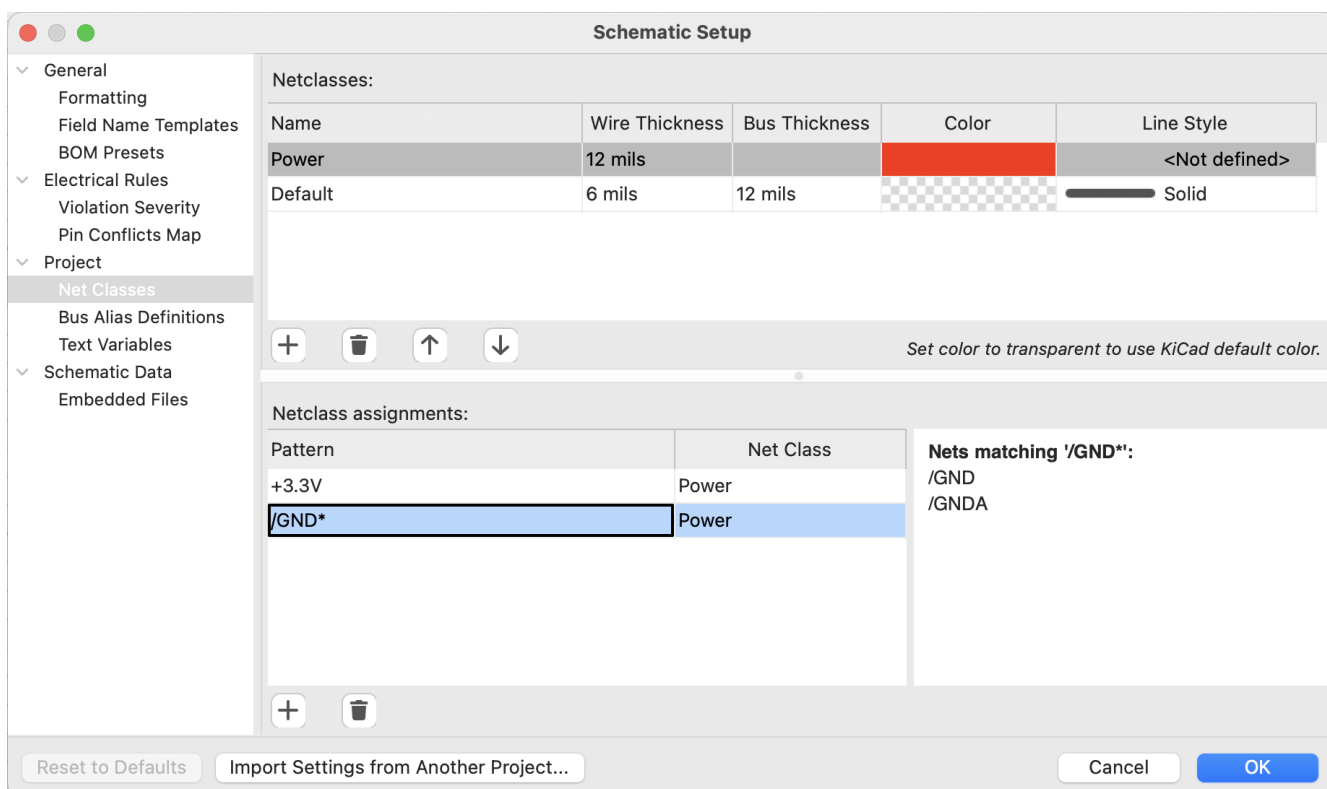 Schematic Setup
General
Formatting
Field Name Templates
BOM Presets
Electrical Rules
Violation Severity
Pin Conflicts Map
Project
Net Classes
Bus Alias Definitions
Text Variables
Schematic Data
Embedded Files
Netclasses:
Name Wire Thickness Bus Thickness Color Line Style
Power 12 mils <Not defined>
Default 6 mils 12 mils Solid
Set color to transparent to use KiCad default color.
Netclass assignments:
Pattern Net Class
+3.3V Power
/GND* Power
Nets matching '/GND*':
/GND
/GNDA
Reset to Defaults Import Settings from Another Project... Cancel OK